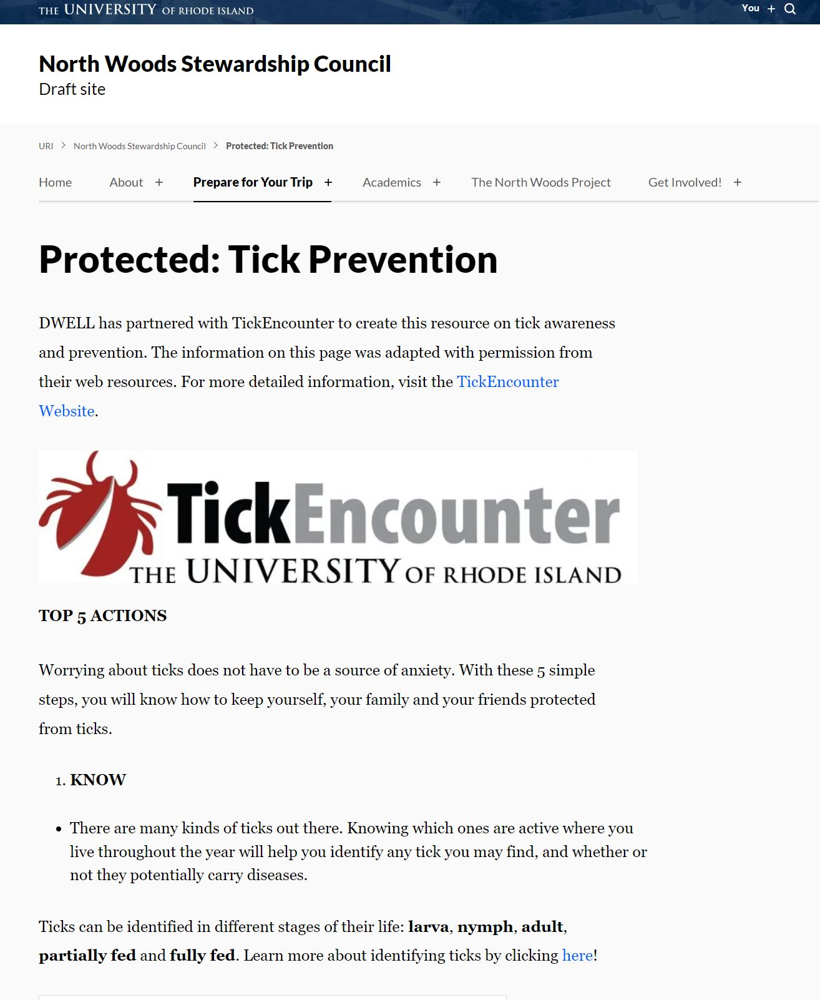 THE UNIVERSITY OF RHODE ISLAND
You
North Woods Stewardship Council
Draft site
URI > North Woods Stewardship Council > Protected: Tick Prevention
Home About + Prepare for Your Trip + Academics + The North Woods Project Get Involved! +
Protected: Tick Prevention
DWELL has partnered with TickEncounter to create this resource on tick awareness
and prevention. The information on this page was adapted with permission from
their web resources. For more detailed information, visit the TickEncounter
Website.
TickEncounter
THE UNIVERSITY OF RHODE ISLAND
TOP 5 ACTIONS
Worrying about ticks does not have to be a source of anxiety. With these 5 simple
steps, you will know how to keep yourself, your family and your friends protected
from ticks.
1. KNOW
• There are many kinds of ticks out there. Knowing which ones are active where you
live throughout the year will help you identify any tick you may find, and whether or
not they potentially carry diseases.
Ticks can be identified in different stages of their life: larva, nymph, adult,
partially fed and fully fed. Learn more about identifying ticks by clicking here!